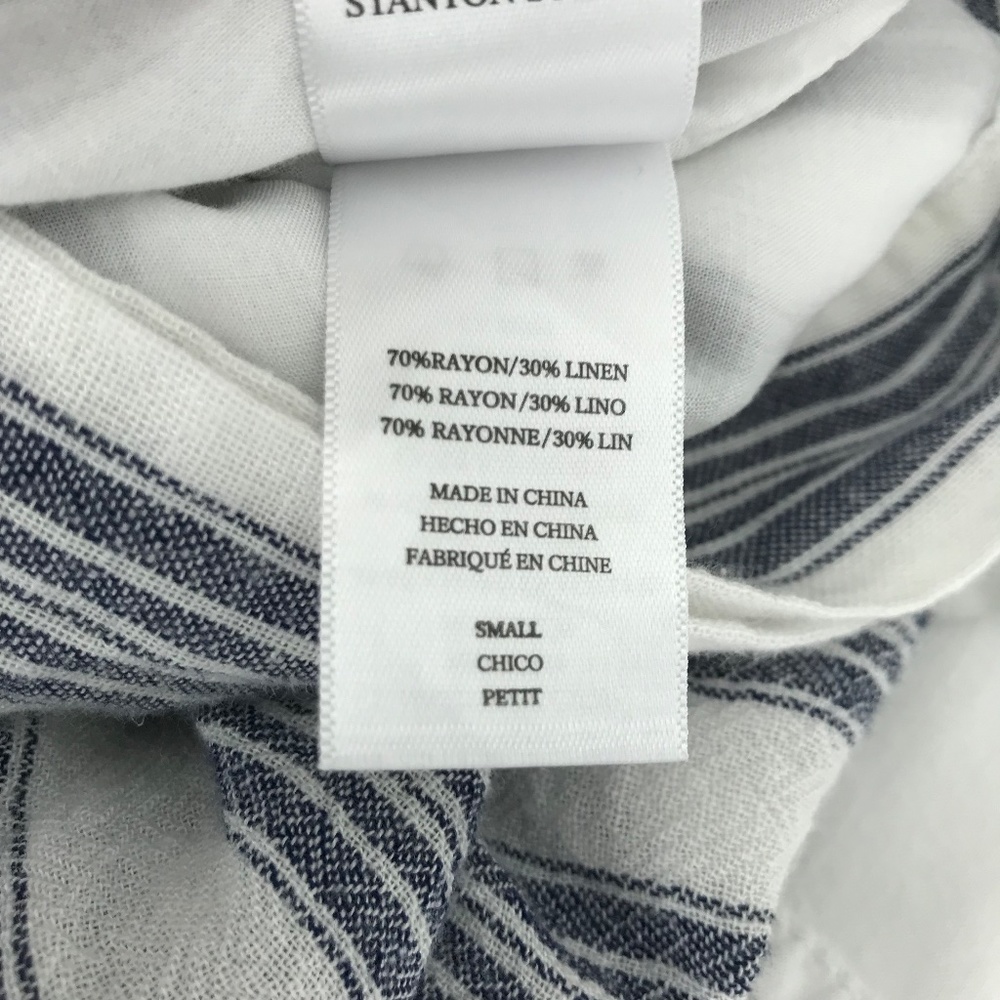 STANTON
70%RAYON/30% LINEN
70% RAYON/30% LINO
70% RAYONNE/30% LIN
MADE IN CHINA
HECHO EN CHINA
FABRIQUÉ EN CHINE
SMALL
CHICO
PETIT